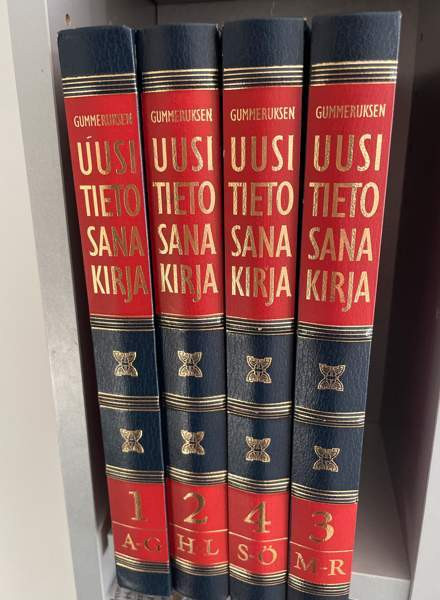 GUMMERUKSEN
UUSI
TIETO
SANA
KIRJA
1
A-G
GUMMERUKSEN
UUSI
TIETO
SANA
KIRJA
2
H-L
GUMMERUKSEN
UUSI
TIETO
SANA
KIRJA
4
S-Ö
GUMMERUKSEN
UUSI
TIETO
SANA
KIRJA
3
M-R